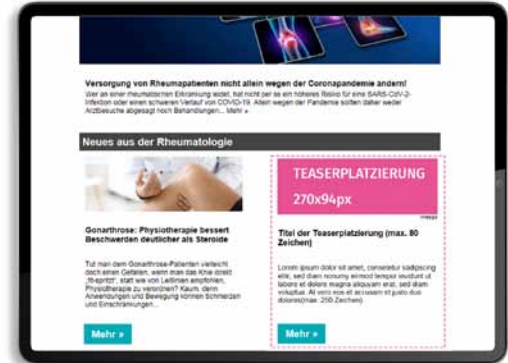 Versorgung von Rheumapatienten nicht allein wegen der Coronapandemie ändern!
Wer an einer rheumatischen Erkrankung leidet, hat nicht per se ein höheres Risiko für eine SARS-CoV-2-
Infektion oder einen schweren Verlauf von COVID-19. Allein wegen der Pandemie sollten daher weder
Arztbesuche abgesagt noch Behandlungen... Mehr »
Neues aus der Rheumatologie
Gonarthrose: Physiotherapie bessert
Beschwerden deutlicher als Steroide
Tut man dem Gonarthrose-Patienten vielleicht
doch einen Gefallen, wenn man das Knie direkt
„fit-spritzt“, statt wie von Leitlinien empfohlen,
Physiotherapie zu verordnen? Kaum, denn
Anwendungen und Bewegung können Schmerzen
und Einschränkungen...
Mehr »
TEASERPLATZIERUNG
270x94px
Anzeige
Titel der Teaserplatzierung (max. 80
Zeichen)
Lorem ipsum dolor sit amet, consetetur sadipscing
elitr, sed diam nonumy eirmod tempor invidunt ut
labore et dolore magna aliquyam erat, sed diam
voluptua. At vero eos et accusam et justo duo
dolores(max. 250 Zeichen)
Mehr »